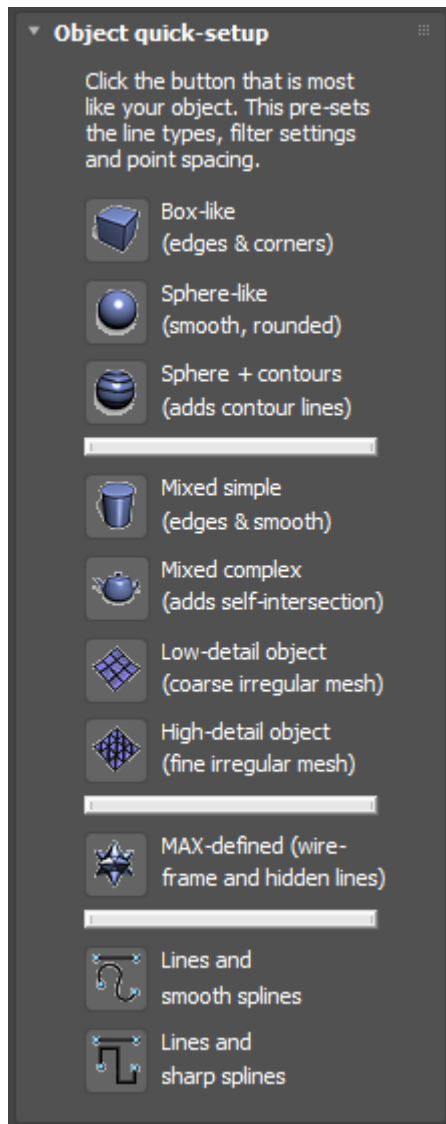 Object quick-setup
Click the button that is most
like your object. This pre-sets
the line types, filter settings
and point spacing.
Box-like
(edges & corners)
Sphere-like
(smooth, rounded)
Sphere + contours
(adds contour lines)
Mixed simple
(edges & smooth)
Mixed complex
(adds self-intersection)
Low-detail object
(coarse irregular mesh)
High-detail object
(fine irregular mesh)
MAX-defined (wire-
frame and hidden lines)
Lines and
smooth splines
Lines and
sharp splines